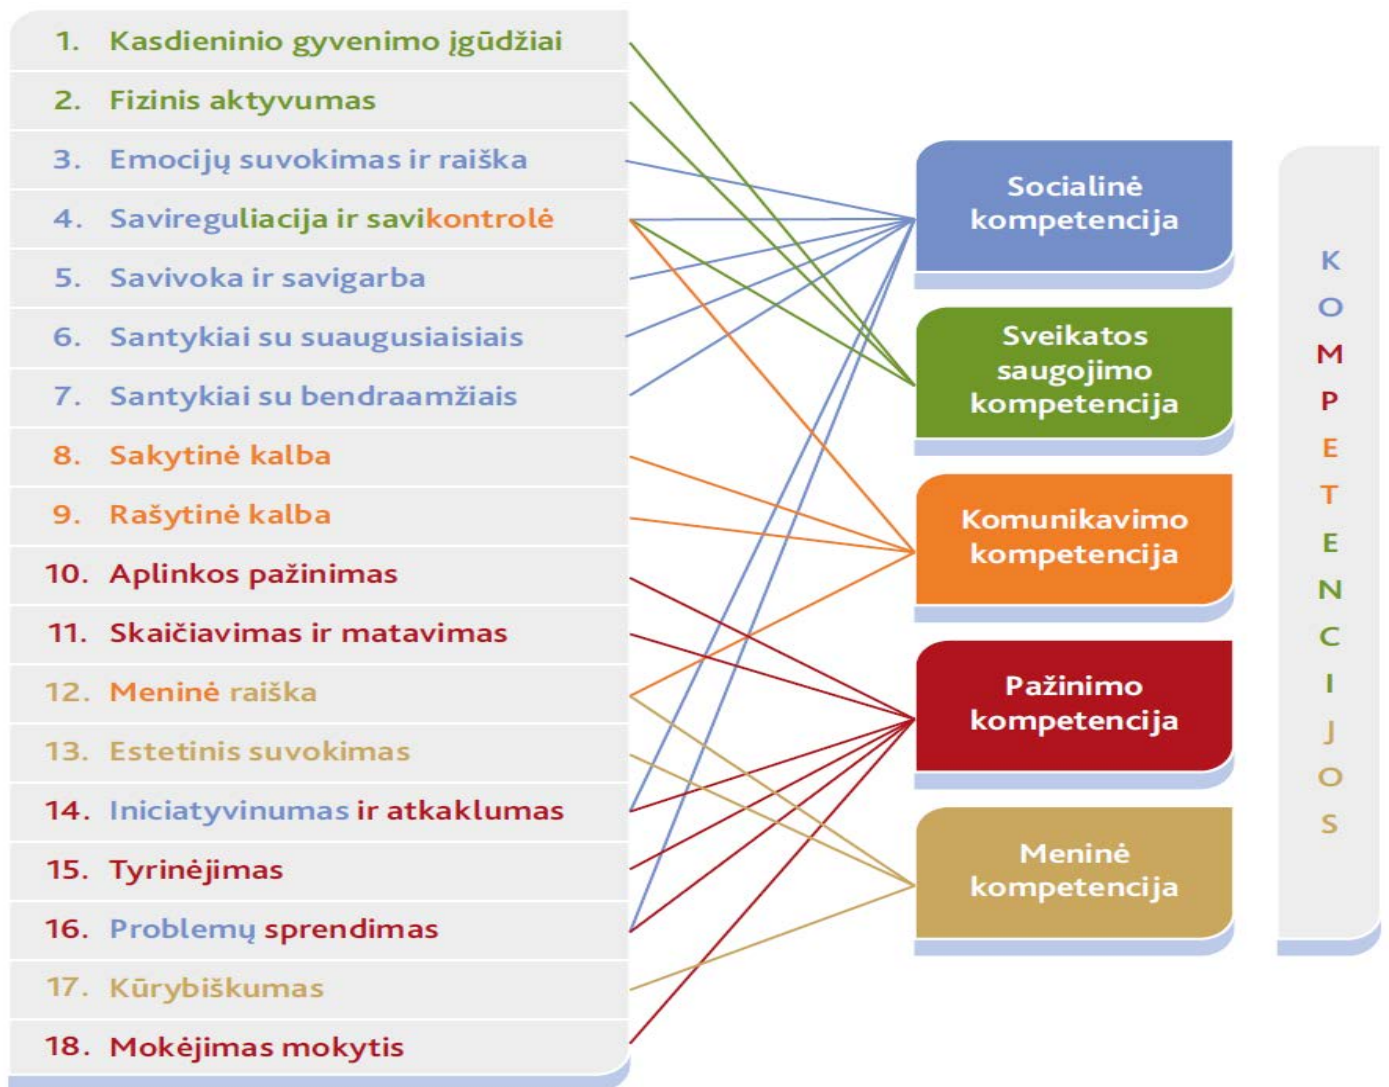 1. Kasdieninio gyvenimo įgūdžiai
2. Fizinis aktyvumas
3. Emocijų suvokimas ir raiška
4. Savireguliacija ir savikontrolė
5. Savivoka ir savigarba
6. Santykiai su suaugusiaisiais
7. Santykiai su bendraamžiais
8. Sakytinė kalba
9. Rašytinė kalba
10. Aplinkos pažinimas
11. Skaičiavimas ir matavimas
12. Meninė raiška
13. Estetinis suvokimas
14. Iniciatyvinumas ir atkaklumas
15. Tyrinėjimas
16. Problemų sprendimas
17. Kūrybiškumas
18. Mokėjimas mokytis
Socialinė
kompetencija
Sveikatos
saugojimo
kompetencija
Komunikavimo
kompetencija
Pažinimo
kompetencija
Meninė
kompetencija
K
O
M
P
E
T
E
N
C
I
J
O
S